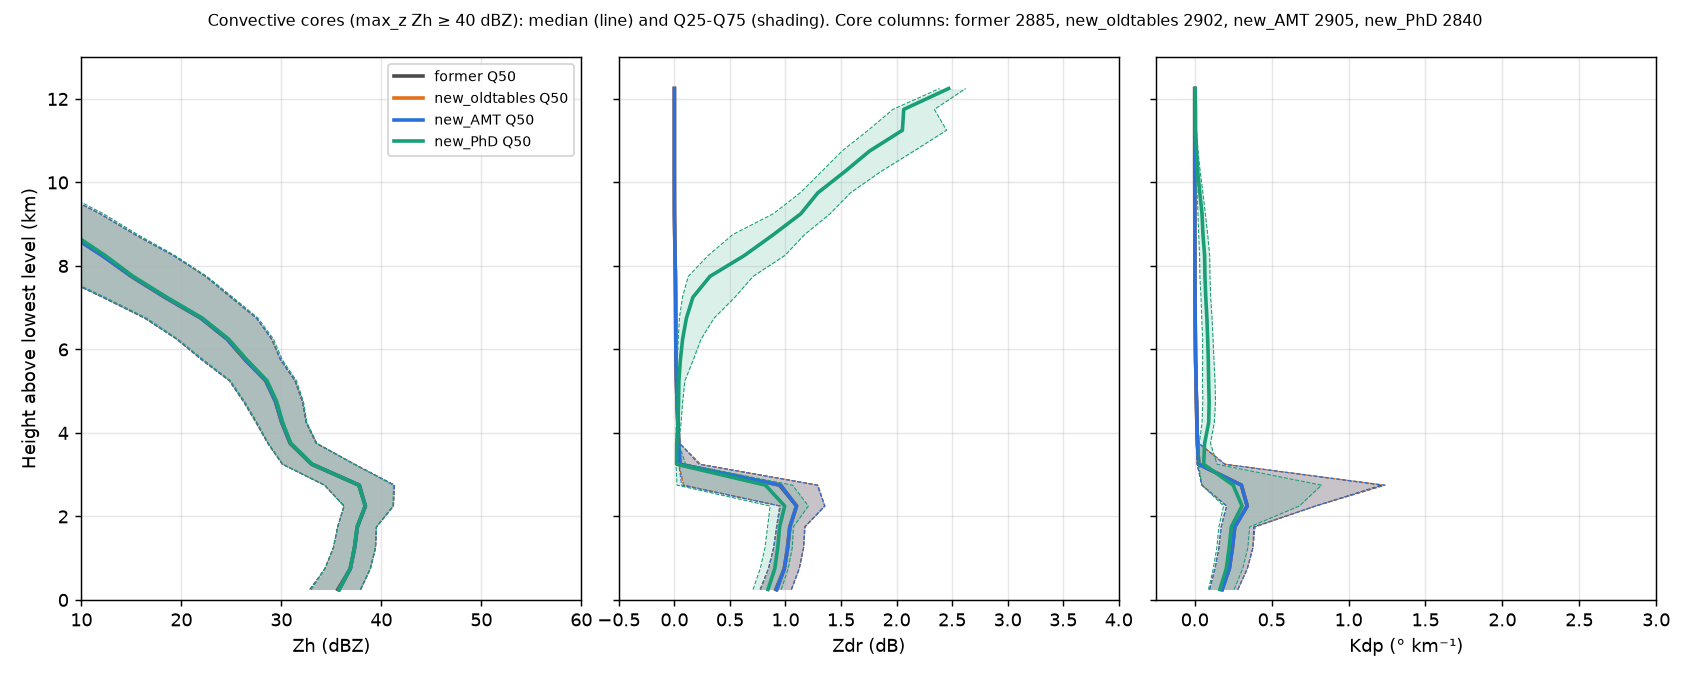 Convective cores (max_z Zh ≥ 40 dBZ): median (line) and Q25-Q75 (shading). Core columns: former 2885, new_oldtables 2902, new_AMT 2905, new_PhD 2840
former Q50
new_oldtables Q50
new_AMT Q50
new_PhD Q50
Height above lowest level (km)
12
10
8
6
4
2
0
10 20 30 40 50 60
Zh (dBZ)
−0.5 0.0 0.5 1.0 1.5 2.0 2.5 3.0 3.5 4.0
Zdr (dB)
0.0 0.5 1.0 1.5 2.0 2.5 3.0
Kdp (° km⁻¹)